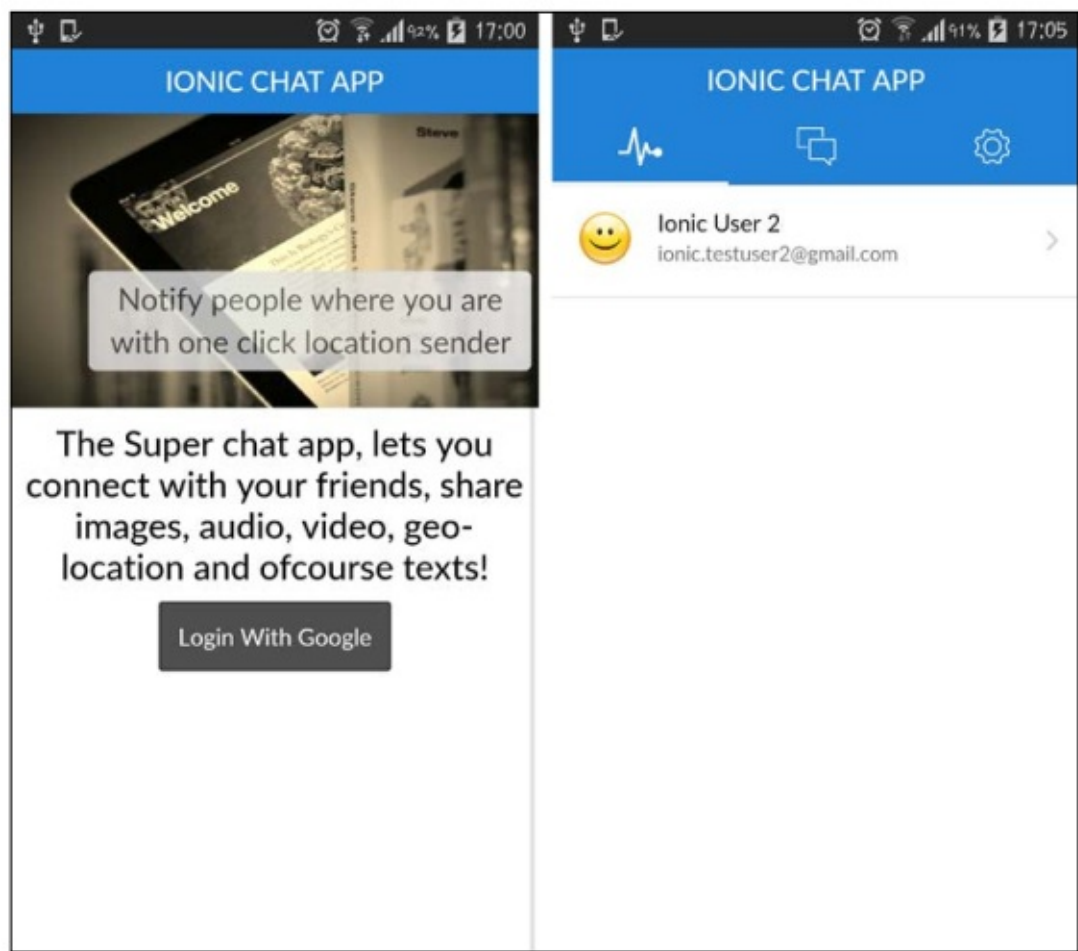 92% 17:00
IONIC CHAT APP
Steve
Welcome
Notify people where you are
with one click location sender
The Super chat app, lets you
connect with your friends, share
images, audio, video, geo-
location and ofcourse texts!
Login With Google
91% 17:05
IONIC CHAT APP
Ionic User 2
ionic.testuser2@gmail.com